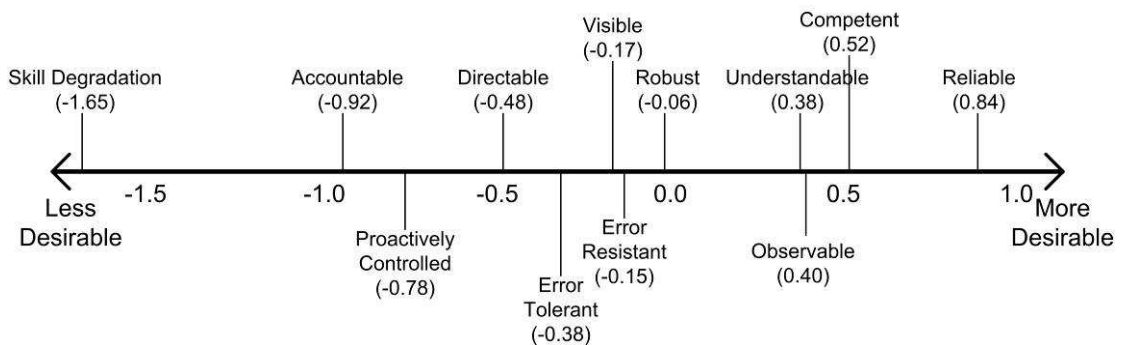 Visible
(-0.17)
Competent
(0.52)
Skill Degradation
(-1.65)
Accountable
(-0.92)
Directable
(-0.48)
Robust
(-0.06)
Understandable
(0.38)
Reliable
(0.84)
-1.5
-1.0
-0.5
0.0
0.5
1.0
Less
Desirable
More
Desirable
Proactively
Controlled
(-0.78)
Error
Tolerant
(-0.38)
Error
Resistant
(-0.15)
Observable
(0.40)